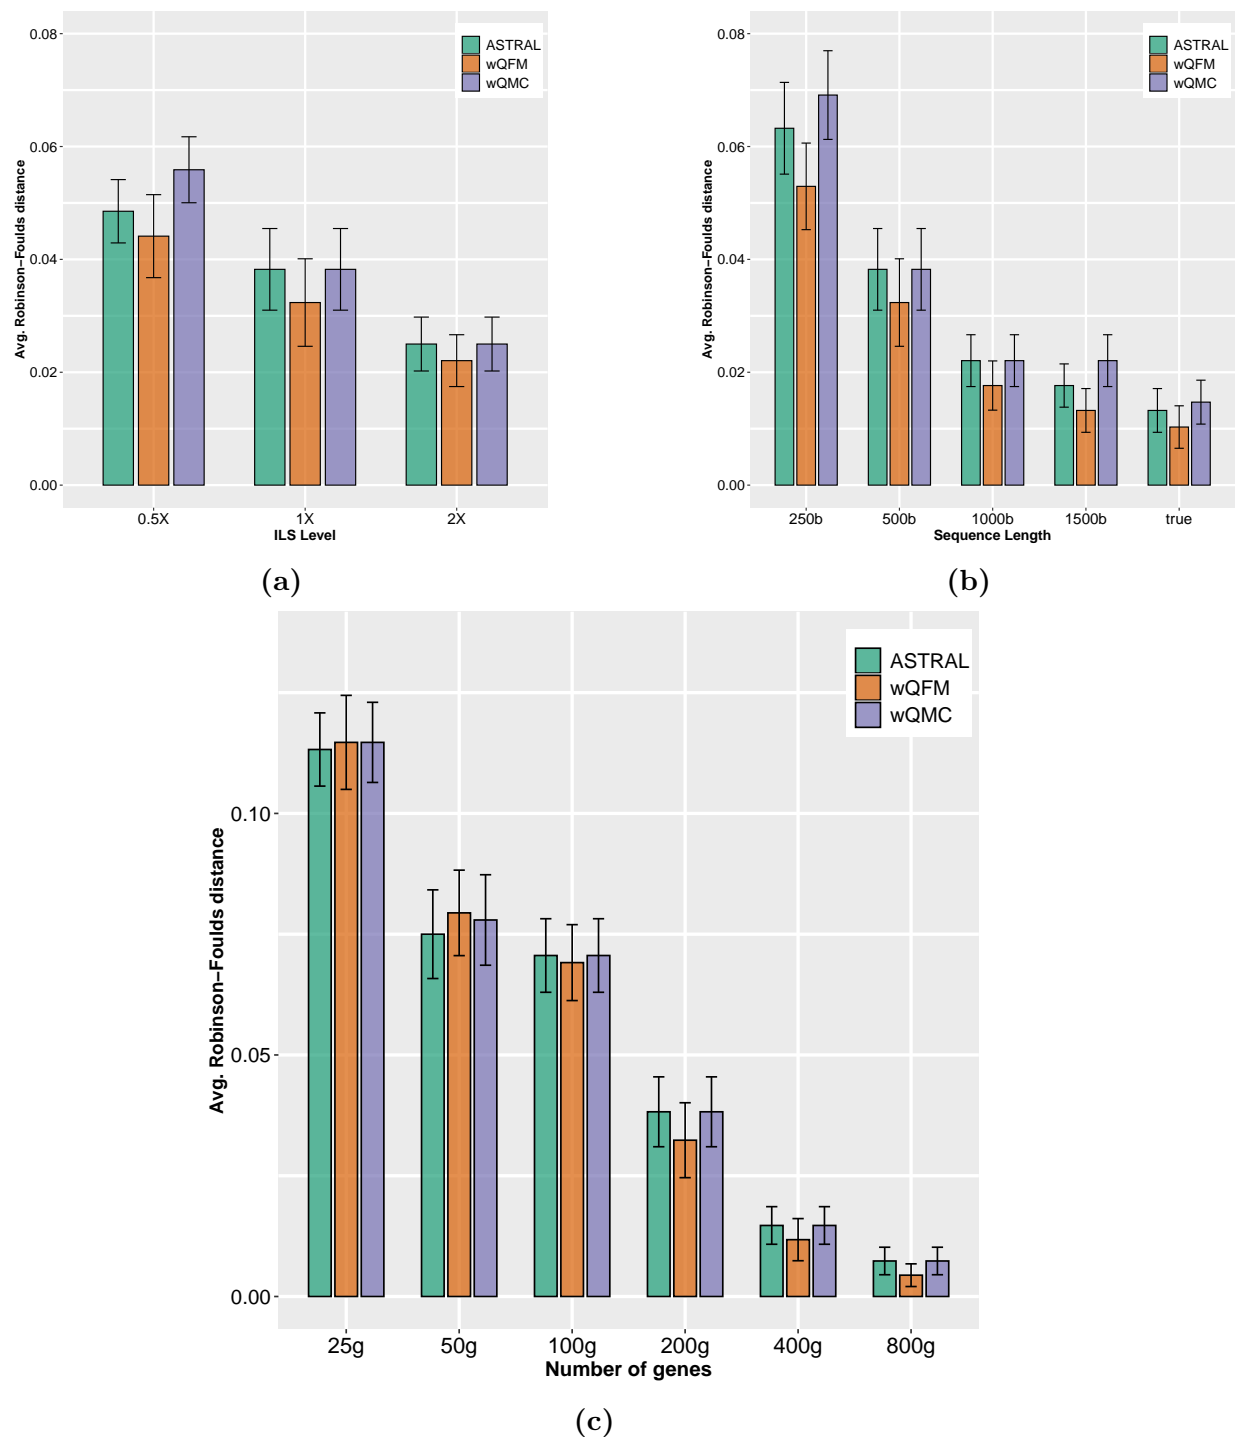 0.08
0.06
0.04
0.02
0.00
Avg. Robinson−Foulds distance
ASTRAL
wQFM
wQMC
0.5X 1X 2X
ILS Level
(a)
0.08
0.06
0.04
0.02
0.00
Avg. Robinson−Foulds distance
ASTRAL
wQFM
wQMC
250b 500b 1000b 1500b true
Sequence Length
(b)
0.10
0.05
0.00
Avg. Robinson−Foulds distance
ASTRAL
wQFM
wQMC
25g 50g 100g 200g 400g 800g
Number of genes
(c)